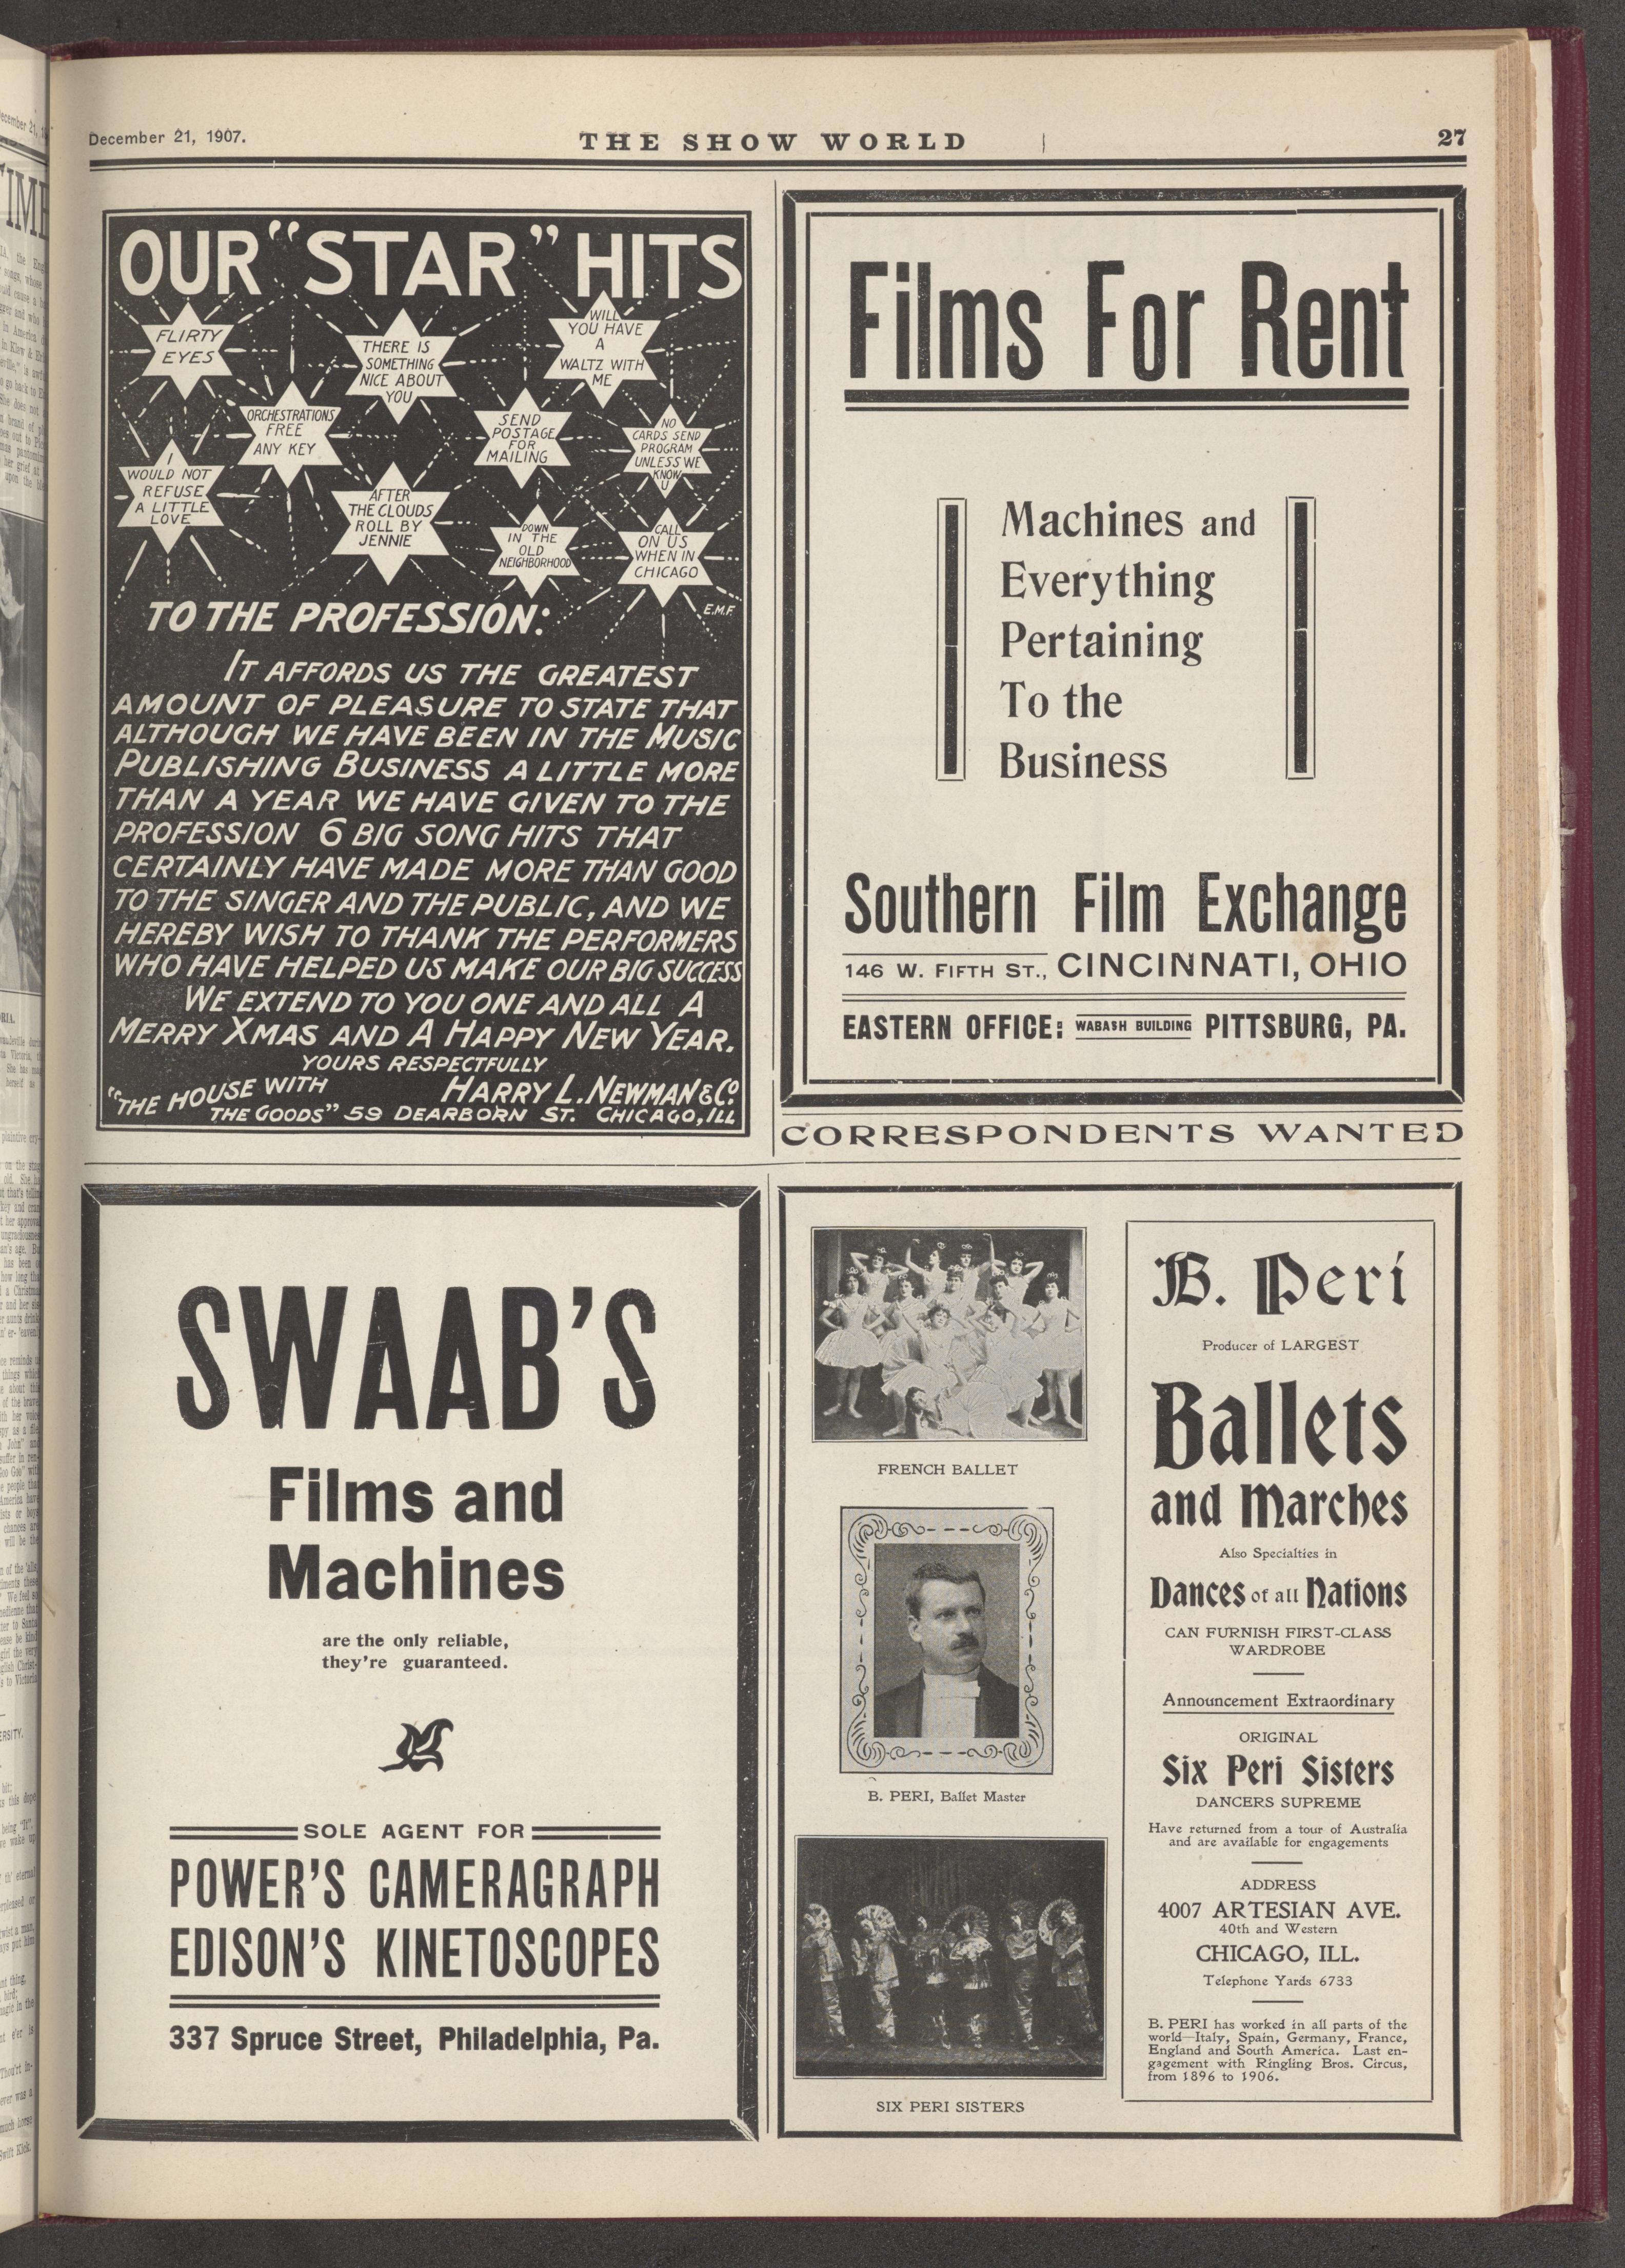 December 21, 1907.
THE SHOW WORLD
27
OUR "STAR" HITS
FLIRTY
EYES
THERE IS
SOMETHING
NICE ABOUT
YOU
WILL
YOU HAVE
A
WALTZ WITH
ME
ORCHESTRATIONS
FREE
ANY KEY
SEND
POSTAGE
FOR
MAILING
NO
CARDS SEND
PROGRAM
UNLESS WE
KNOW
U
I
WOULD NOT
REFUSE
A LITTLE
LOVE
AFTER
THE CLOUDS
ROLL BY
JENNIE
DOWN
IN THE
OLD
NEIGHBORHOOD
CALL
ON US
WHEN IN
CHICAGO
E.M.F.
TO THE PROFESSION:
IT AFFORDS US THE GREATEST
AMOUNT OF PLEASURE TO STATE THAT
ALTHOUGH WE HAVE BEEN IN THE MUSIC
PUBLISHING BUSINESS A LITTLE MORE
THAN A YEAR WE HAVE GIVEN TO THE
PROFESSION 6 BIG SONG HITS THAT
CERTAINLY HAVE MADE MORE THAN GOOD
TO THE SINGER AND THE PUBLIC, AND WE
HEREBY WISH TO THANK THE PERFORMERS
WHO HAVE HELPED US MAKE OUR BIG SUCCESS
WE EXTEND TO YOU ONE AND ALL A
MERRY XMAS AND A HAPPY NEW YEAR.
YOURS RESPECTFULLY
"THE HOUSE WITH HARRY L. NEWMAN & CO.
THE GOODS" 59 DEARBORN ST. CHICAGO, ILL
Films For Rent
Machines and
Everything
Pertaining
To the
Business
Southern Film Exchange
146 W. FIFTH ST., CINCINNATI, OHIO
EASTERN OFFICE: WABASH BUILDING PITTSBURG, PA.
CORRESPONDENTS WANTED
SWAAB'S
Films and
Machines
are the only reliable,
they're guaranteed.
SOLE AGENT FOR
POWER'S CAMERAGRAPH
EDISON'S KINETOSCOPES
337 Spruce Street, Philadelphia, Pa.
FRENCH BALLET
B. PERI, Ballet Master
SIX PERI SISTERS
B. Peri
Producer of LARGEST
Ballets
and Marches
Also Specialties in
Dances of all Nations
CAN FURNISH FIRST-CLASS
WARDROBE
Announcement Extraordinary
ORIGINAL
Six Peri Sisters
DANCERS SUPREME
Have returned from a tour of Australia
and are available for engagements
ADDRESS
4007 ARTESIAN AVE.
40th and Western
CHICAGO, ILL.
Telephone Yards 6733
B. PERI has worked in all parts of the
world—Italy, Spain, Germany, France,
England and South America. Last en-
gagement with Ringling Bros. Circus,
from 1896 to 1906.